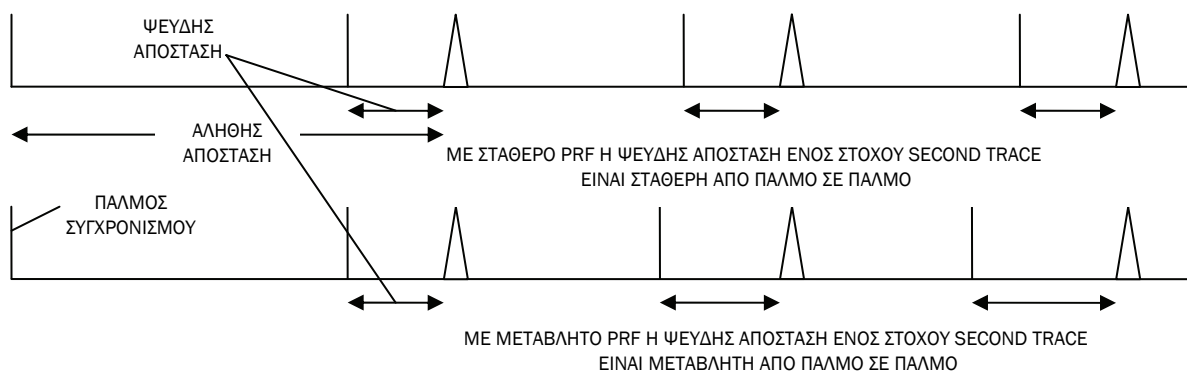 ΨΕΥΔΗΣ
ΑΠΟΣΤΑΣΗ
ΑΛΗΘΗΣ
ΑΠΟΣΤΑΣΗ
ΜΕ ΣΤΑΘΕΡΟ PRF Η ΨΕΥΔΗΣ ΑΠΟΣΤΑΣΗ ΕΝΟΣ ΣΤΟΧΟΥ SECOND TRACE
ΕΙΝΑΙ ΣΤΑΘΕΡΗ ΑΠΟ ΠΑΛΜΟ ΣΕ ΠΑΛΜΟ
ΠΑΛΜΟΣ
ΣΥΓΧΡΟΝΙΣΜΟΥ
ΜΕ ΜΕΤΑΒΛΗΤΟ PRF Η ΨΕΥΔΗΣ ΑΠΟΣΤΑΣΗ ΕΝΟΣ ΣΤΟΧΟΥ SECOND TRACE
ΕΙΝΑΙ ΜΕΤΑΒΛΗΤΗ ΑΠΟ ΠΑΛΜΟ ΣΕ ΠΑΛΜΟ